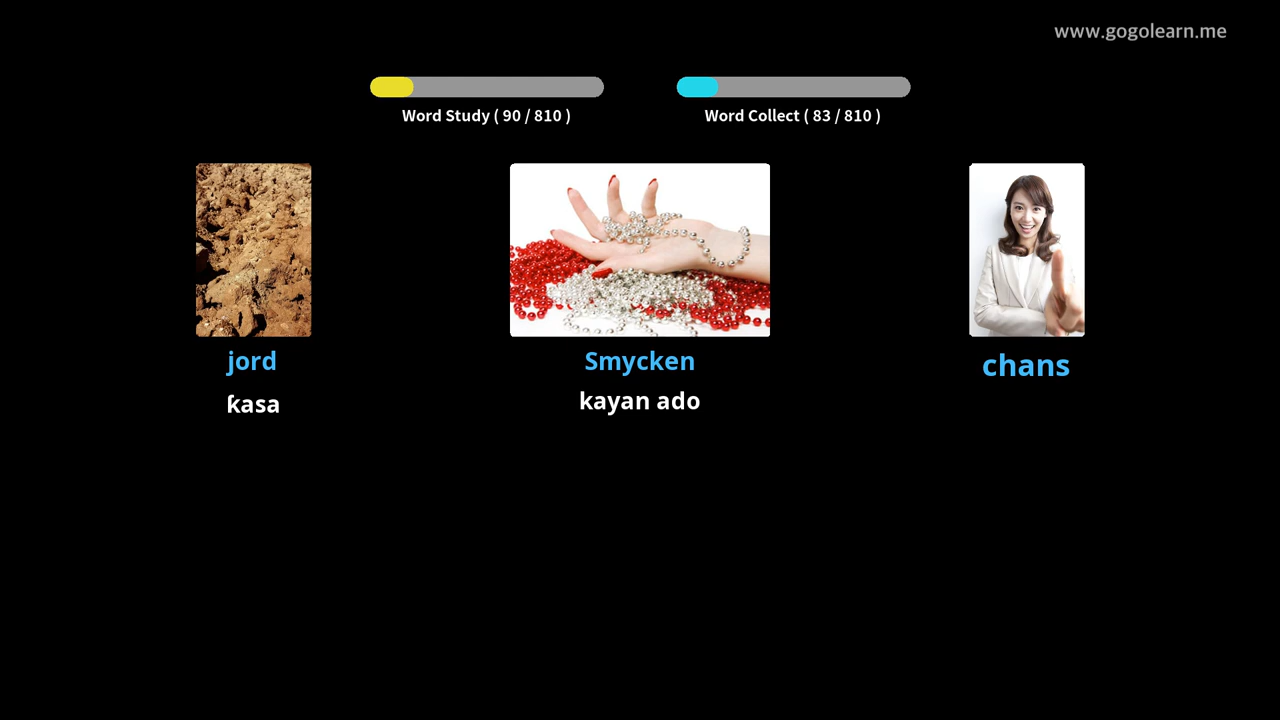 www.gogolearn.me
Word Study ( 90 / 810 )
Word Collect ( 83 / 810 )
jord
Smycken
chans
ƙasa
kayan ado